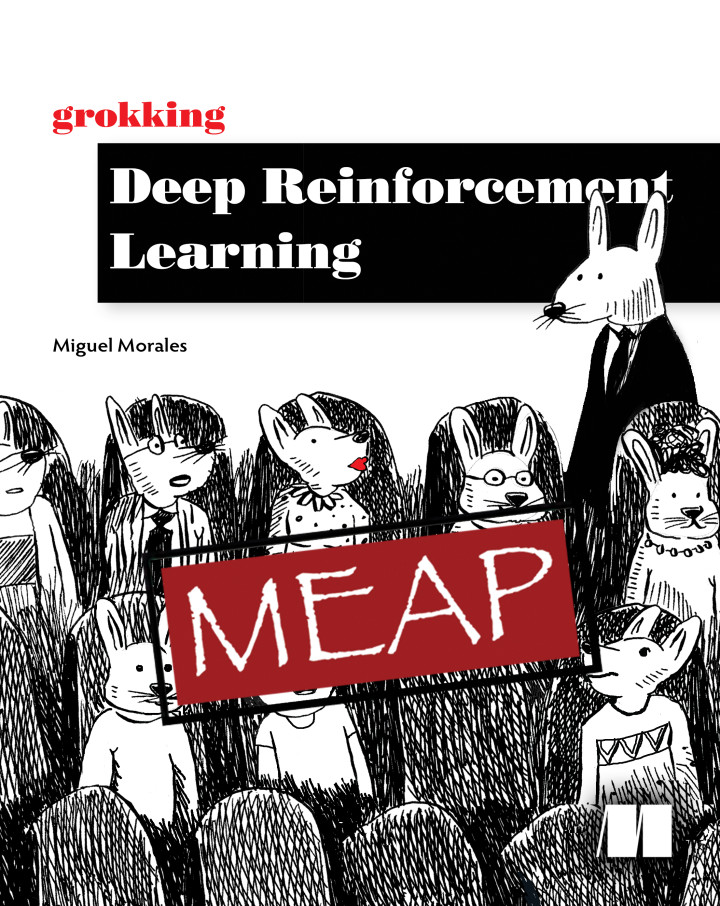 grokking
Deep Reinforcement
Learning
Miguel Morales
MEAP
M